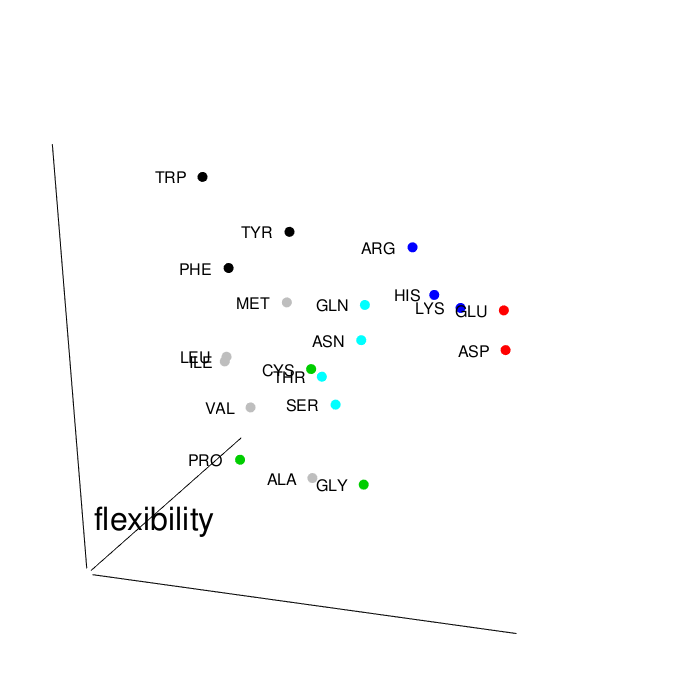 TRP
TYR
ARG
PHE
HIS
MET
GLN
LYS
GLU
ASN
ASP
LEU
ILE
CYS
THR
VAL
SER
PRO
ALA
GLY
flexibility